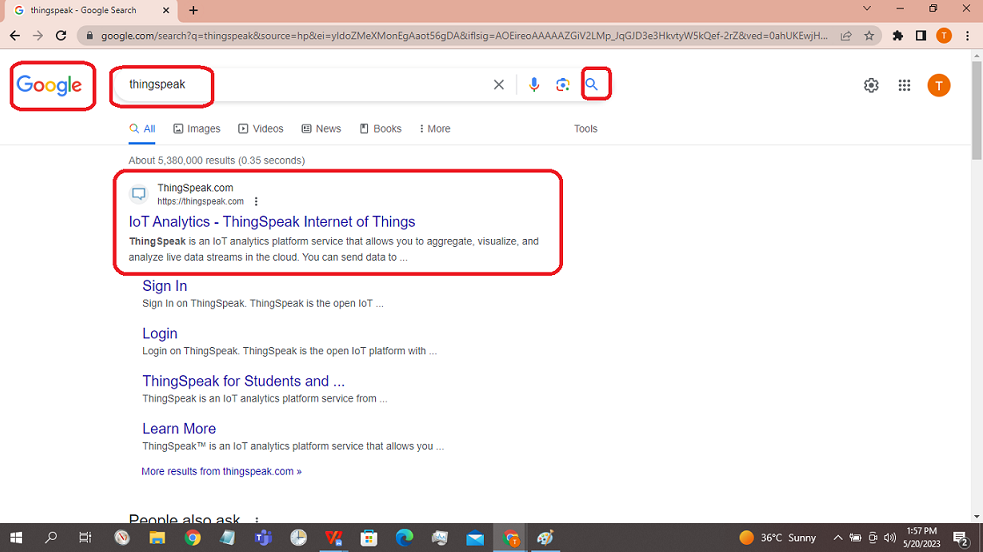 thingspeak - Google Search
google.com/search?q=thingspeak&source=hp&ei=yldoZMeXMonEgAaot56gDA&iflsig=AOEireoAAAAAZGiV2LMp_JqGJD3e3HkvtyW5kQef-2rZ&ved=0ahUKEwjH...
T
Google
thingspeak
T
All Images Videos News Books More Tools
About 5,380,000 results (0.35 seconds)
ThingSpeak.com
https://thingspeak.com
IoT Analytics - ThingSpeak Internet of Things
ThingSpeak is an IoT analytics platform service that allows you to aggregate, visualize, and
analyze live data streams in the cloud. You can send data to ...
Sign In
Sign In on ThingSpeak. ThingSpeak is the open IoT ...
Login
Login on ThingSpeak. ThingSpeak is the open IoT platform with ...
ThingSpeak for Students and ...
ThingSpeak is an IoT analytics platform service from ...
Learn More
ThingSpeak™ is an IoT analytics platform service that allows you ...
More results from thingspeak.com »
People also ask
36°C Sunny
1:57 PM
5/20/2023
2